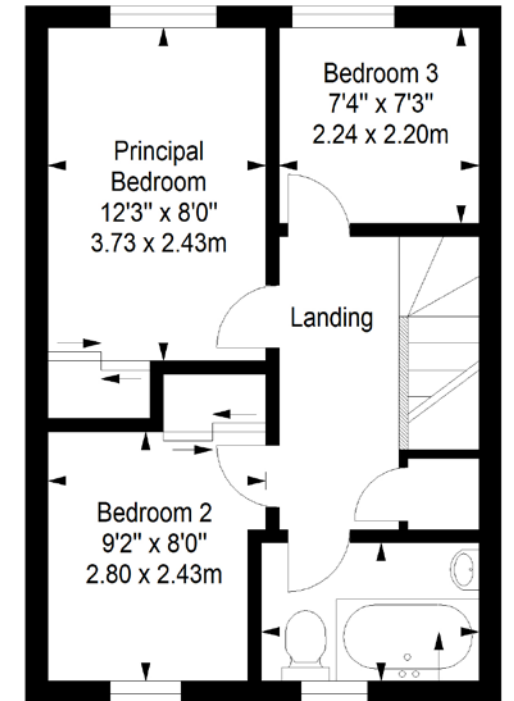 Principal
Bedroom
12'3" x 8'0"
3.73 x 2.43m
Bedroom 3
7'4" x 7'3"
2.24 x 2.20m
Landing
Bedroom 2
9'2" x 8'0"
2.80 x 2.43m